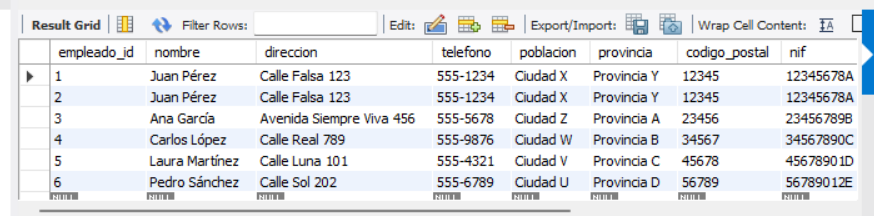 Result Grid Filter Rows: Edit: Export/Import: Wrap Cell Content: IA
empleado_id nombre direccion telefono poblacion provincia codigo_postal nif
1 Juan Pérez Calle Falsa 123 555-1234 Ciudad X Provincia Y 12345 12345678A
2 Juan Pérez Calle Falsa 123 555-1234 Ciudad X Provincia Y 12345 12345678A
3 Ana García Avenida Siempre Viva 456 555-5678 Ciudad Z Provincia A 23456 23456789B
4 Carlos López Calle Real 789 555-9876 Ciudad W Provincia B 34567 34567890C
5 Laura Martínez Calle Luna 101 555-4321 Ciudad V Provincia C 45678 45678901D
6 Pedro Sánchez Calle Sol 202 555-6789 Ciudad U Provincia D 56789 56789012E
NULL NULL NULL NULL NULL NULL NULL NULL